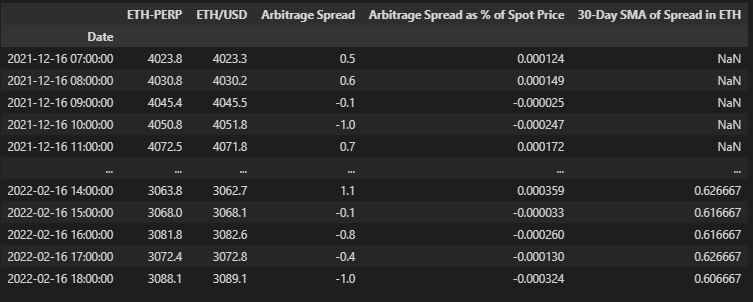 ETH-PERP ETH/USD Arbitrage Spread Arbitrage Spread as % of Spot Price 30-Day SMA of Spread in ETH
Date
2021-12-16 07:00:00 4023.8 4023.3 0.5 0.000124 NaN
2021-12-16 08:00:00 4030.8 4030.2 0.6 0.000149 NaN
2021-12-16 09:00:00 4045.4 4045.5 -0.1 -0.000025 NaN
2021-12-16 10:00:00 4050.8 4051.8 -1.0 -0.000247 NaN
2021-12-16 11:00:00 4072.5 4071.8 0.7 0.000172 NaN
... ... ... ... ... ...
2022-02-16 14:00:00 3063.8 3062.7 1.1 0.000359 0.626667
2022-02-16 15:00:00 3068.0 3068.1 -0.1 -0.000033 0.616667
2022-02-16 16:00:00 3081.8 3082.6 -0.8 -0.000260 0.616667
2022-02-16 17:00:00 3072.4 3072.8 -0.4 -0.000130 0.626667
2022-02-16 18:00:00 3088.1 3089.1 -1.0 -0.000324 0.606667